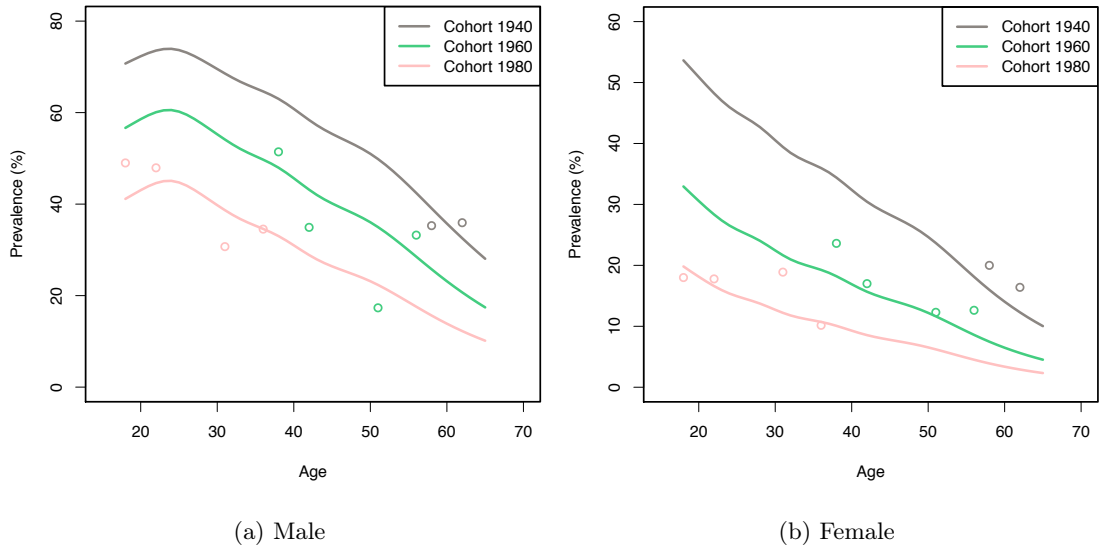 Cohort 1940
Cohort 1960
Cohort 1980
80
60
40
20
0
Prevalence (%)
20 30 40 50 60 70
Age
(a) Male
Cohort 1940
Cohort 1960
Cohort 1980
60
50
40
30
20
10
0
Prevalence (%)
20 30 40 50 60 70
Age
(b) Female